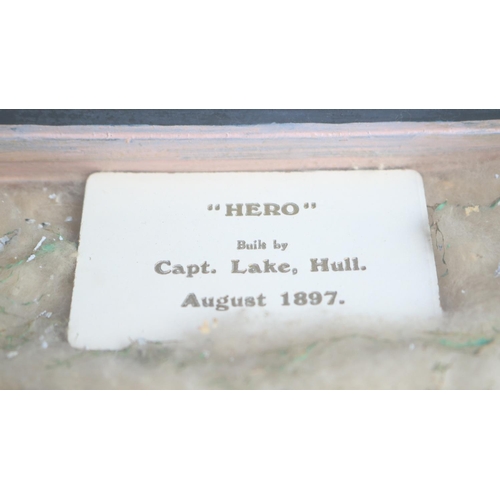 "HERO"
Built by
Capt. Lake, Hull.
August 1897.